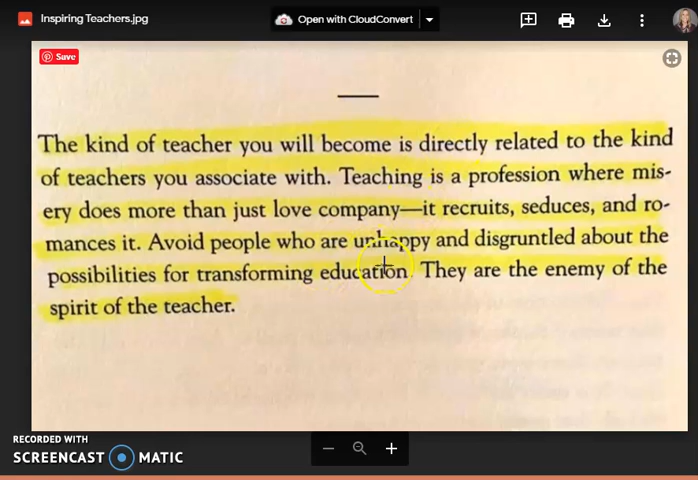 Inspiring Teachers.jpg
Open with CloudConvert
Save
The kind of teacher you will become is directly related to the kind
of teachers you associate with. Teaching is a profession where mis-
ery does more than just love company—it recruits, seduces, and ro-
mances it. Avoid people who are unhappy and disgruntled about the
possibilities for transforming education. They are the enemy of the
spirit of the teacher.
RECORDED WITH
SCREENCAST MATIC